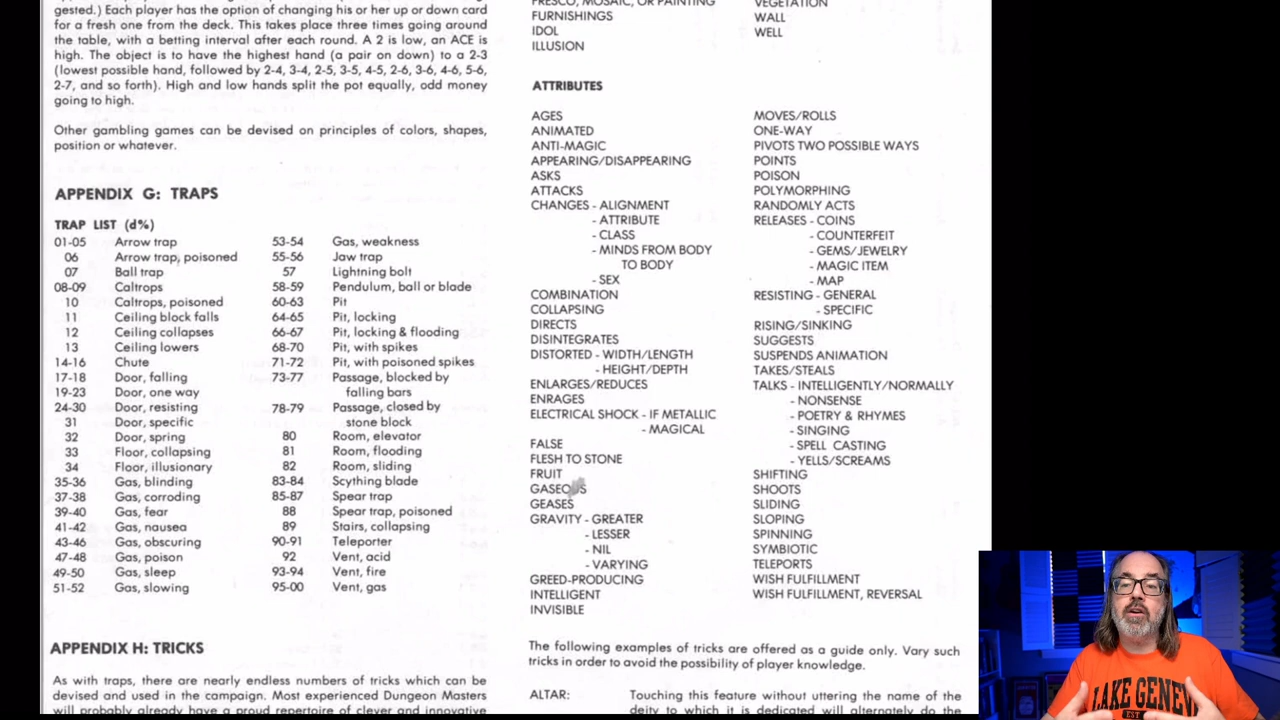 gested.) Each player has the option of changing his or her up or down card
for a fresh one from the deck. This takes place three times going around
the table, with a betting interval after each round. A 2 is low, an ACE is
high. The object is to have the highest hand (a pair on down) to a 2-3
(lowest possible hand, followed by 2-4, 3-4, 2-5, 3-5, 4-5, 2-6, 3-6, 4-6, 5-6,
2-7, and so forth). High and low hands split the pot equally, odd money
going to high.
Other gambling games can be devised on principles of colors, shapes,
position or whatever.
APPENDIX G: TRAPS
TRAP LIST (d%)
01-05 Arrow trap
06 Arrow trap, poisoned
07 Ball trap
08-09 Caltrops
10 Caltrops, poisoned
11 Ceiling block falls
12 Ceiling collapses
13 Ceiling lowers
14-16 Chute
17-18 Door, falling
19-23 Door, one way
24-30 Door, resisting
31 Door, specific
32 Door, spring
33 Floor, collapsing
34 Floor, illusionary
35-36 Gas, blinding
37-38 Gas, corroding
39-40 Gas, fear
41-42 Gas, nausea
43-46 Gas, obscuring
47-48 Gas, poison
49-50 Gas, sleep
51-52 Gas, slowing
53-54 Gas, weakness
55-56 Jaw trap
57 Lightning bolt
58-59 Pendulum, ball or blade
60-63 Pit
64-65 Pit, locking
66-67 Pit, locking & flooding
68-70 Pit, with spikes
71-72 Pit, with poisoned spikes
73-77 Passage, blocked by
falling bars
78-79 Passage, closed by
stone block
80 Room, elevator
81 Room, flooding
82 Room, sliding
83-84 Scything blade
85-87 Spear trap
88 Spear trap, poisoned
89 Stairs, collapsing
90-91 Teleporter
92 Vent, acid
93-94 Vent, fire
95-00 Vent, gas
APPENDIX H: TRICKS
As with traps, there are nearly endless numbers of tricks which can be
devised and used in the campaign. Most experienced Dungeon Masters
will probably already have a proud repertoire of clever and innovative
FRESCO, MOSAIC, OR PAINTING
FURNISHINGS
IDOL
ILLUSION
VEGETATION
WALL
WELL
ATTRIBUTES
AGES
ANIMATED
ANTI-MAGIC
APPEARING/DISAPPEARING
ASKS
ATTACKS
CHANGES - ALIGNMENT
- ATTRIBUTE
- CLASS
- MINDS FROM BODY
TO BODY
- SEX
COMBINATION
COLLAPSING
DIRECTS
DISINTEGRATES
DISTORTED - WIDTH/LENGTH
- HEIGHT/DEPTH
ENLARGES/REDUCES
ENRAGES
ELECTRICAL SHOCK - IF METALLIC
- MAGICAL
FALSE
FLESH TO STONE
FRUIT
GASEOUS
GEASES
GRAVITY - GREATER
- LESSER
- NIL
- VARYING
GREED-PRODUCING
INTELLIGENT
INVISIBLE
MOVES/ROLLS
ONE-WAY
PIVOTS TWO POSSIBLE WAYS
POINTS
POISON
POLYMORPHING
RANDOMLY ACTS
RELEASES - COINS
- COUNTERFEIT
- GEMS/JEWELRY
- MAGIC ITEM
- MAP
RESISTING - GENERAL
- SPECIFIC
RISING/SINKING
SUGGESTS
SUSPENDS ANIMATION
TAKES/STEALS
TALKS - INTELLIGENTLY/NORMALLY
- NONSENSE
- POETRY & RHYMES
- SINGING
- SPELL CASTING
- YELLS/SCREAMS
SHIFTING
SHOOTS
SLIDING
SLOPING
SPINNING
SYMBIOTIC
TELEPORTS
WISH FULFILLMENT
WISH FULFILLMENT, REVERSAL
The following examples of tricks are offered as a guide only. Vary such
tricks in order to avoid the possibility of player knowledge.
ALTAR: Touching this feature without uttering the name of the
deity to which it is dedicated will alternately do the
LAKE GENEV
EST